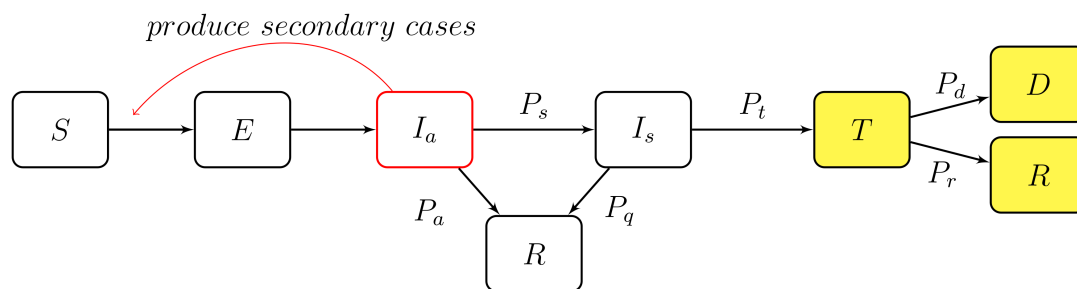 produce secondary cases
S
E
I_a
P_s
I_s
P_t
T
P_d
D
P_r
R
P_a
P_q
R